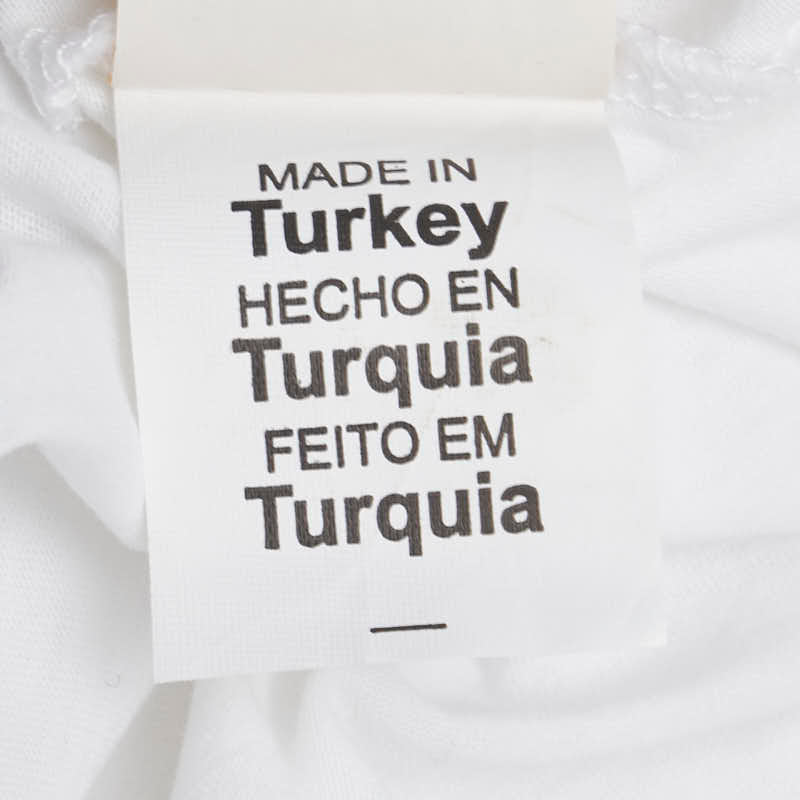 MADE IN
Turkey
HECHO EN
Turquia
FEITO EM
Turquia